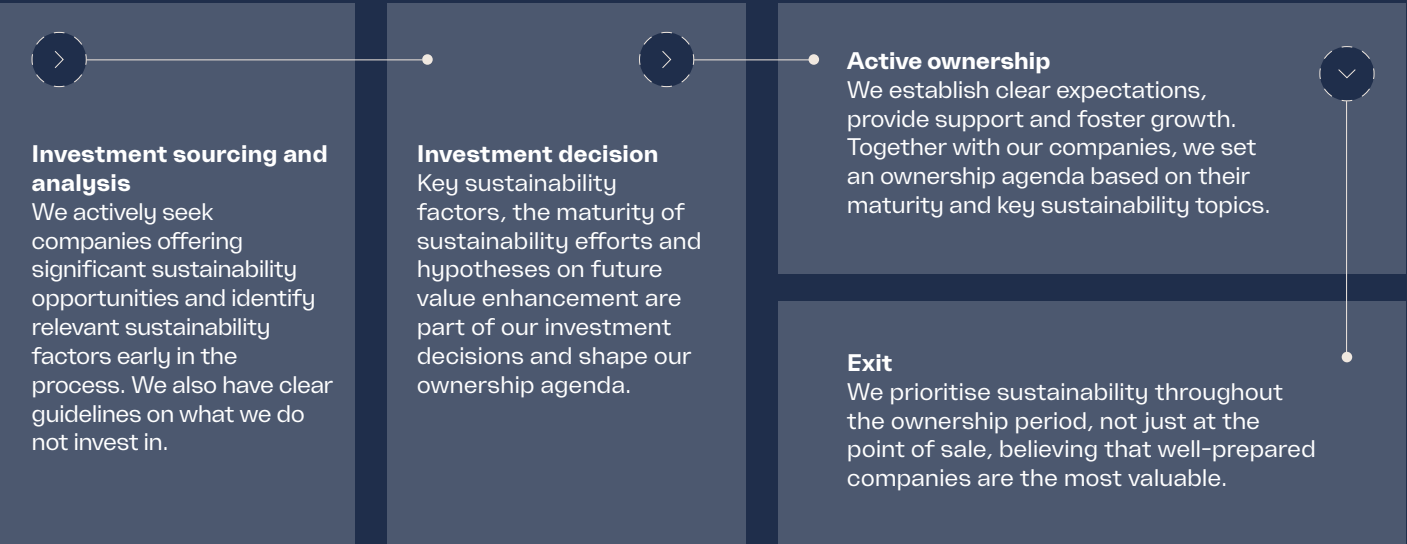 Investment sourcing and
analysis
We actively seek
companies offering
significant sustainability
opportunities and identify
relevant sustainability
factors early in the
process. We also have clear
guidelines on what we do
not invest in.
Investment decision
Key sustainability
factors, the maturity of
sustainability efforts and
hypotheses on future
value enhancement are
part of our investment
decisions and shape our
ownership agenda.
Active ownership
We establish clear expectations,
provide support and foster growth.
Together with our companies, we set
an ownership agenda based on their
maturity and key sustainability topics.
Exit
We prioritise sustainability throughout
the ownership period, not just at the
point of sale, believing that well-prepared
companies are the most valuable.